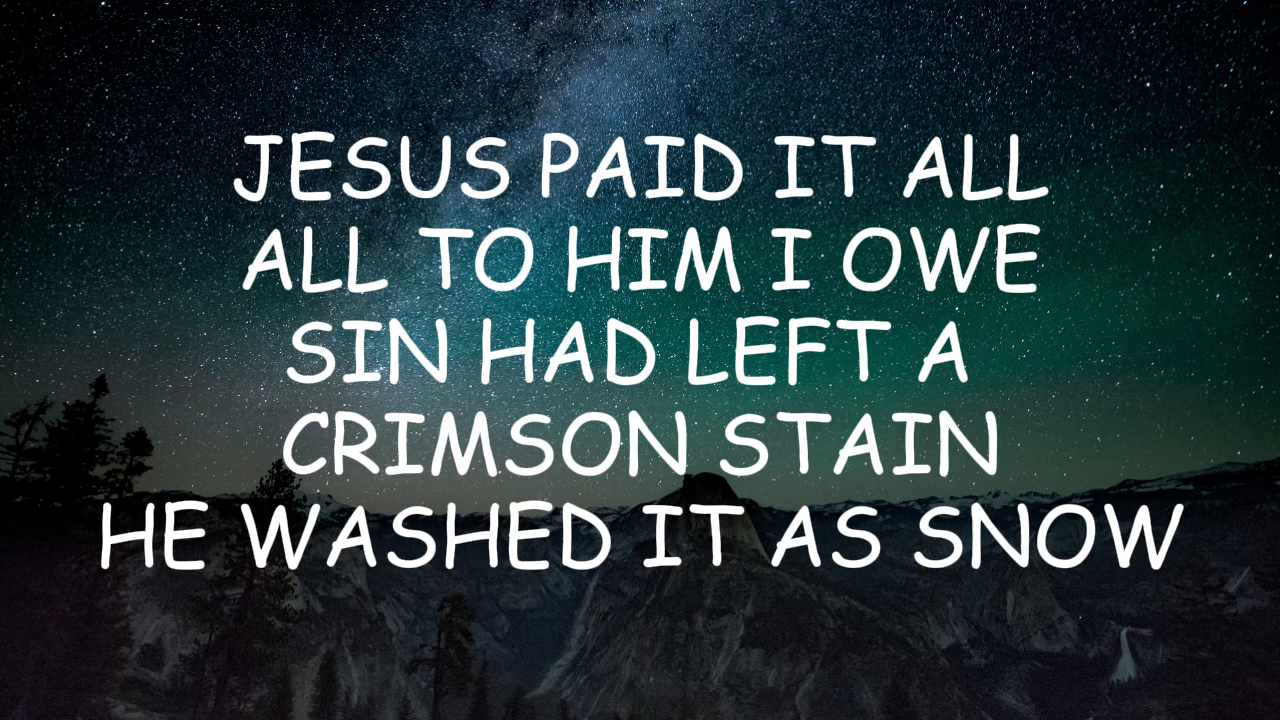 JESUS PAID IT ALL
ALL TO HIM I OWE
SIN HAD LEFT A
CRIMSON STAIN
HE WASHED IT AS SNOW